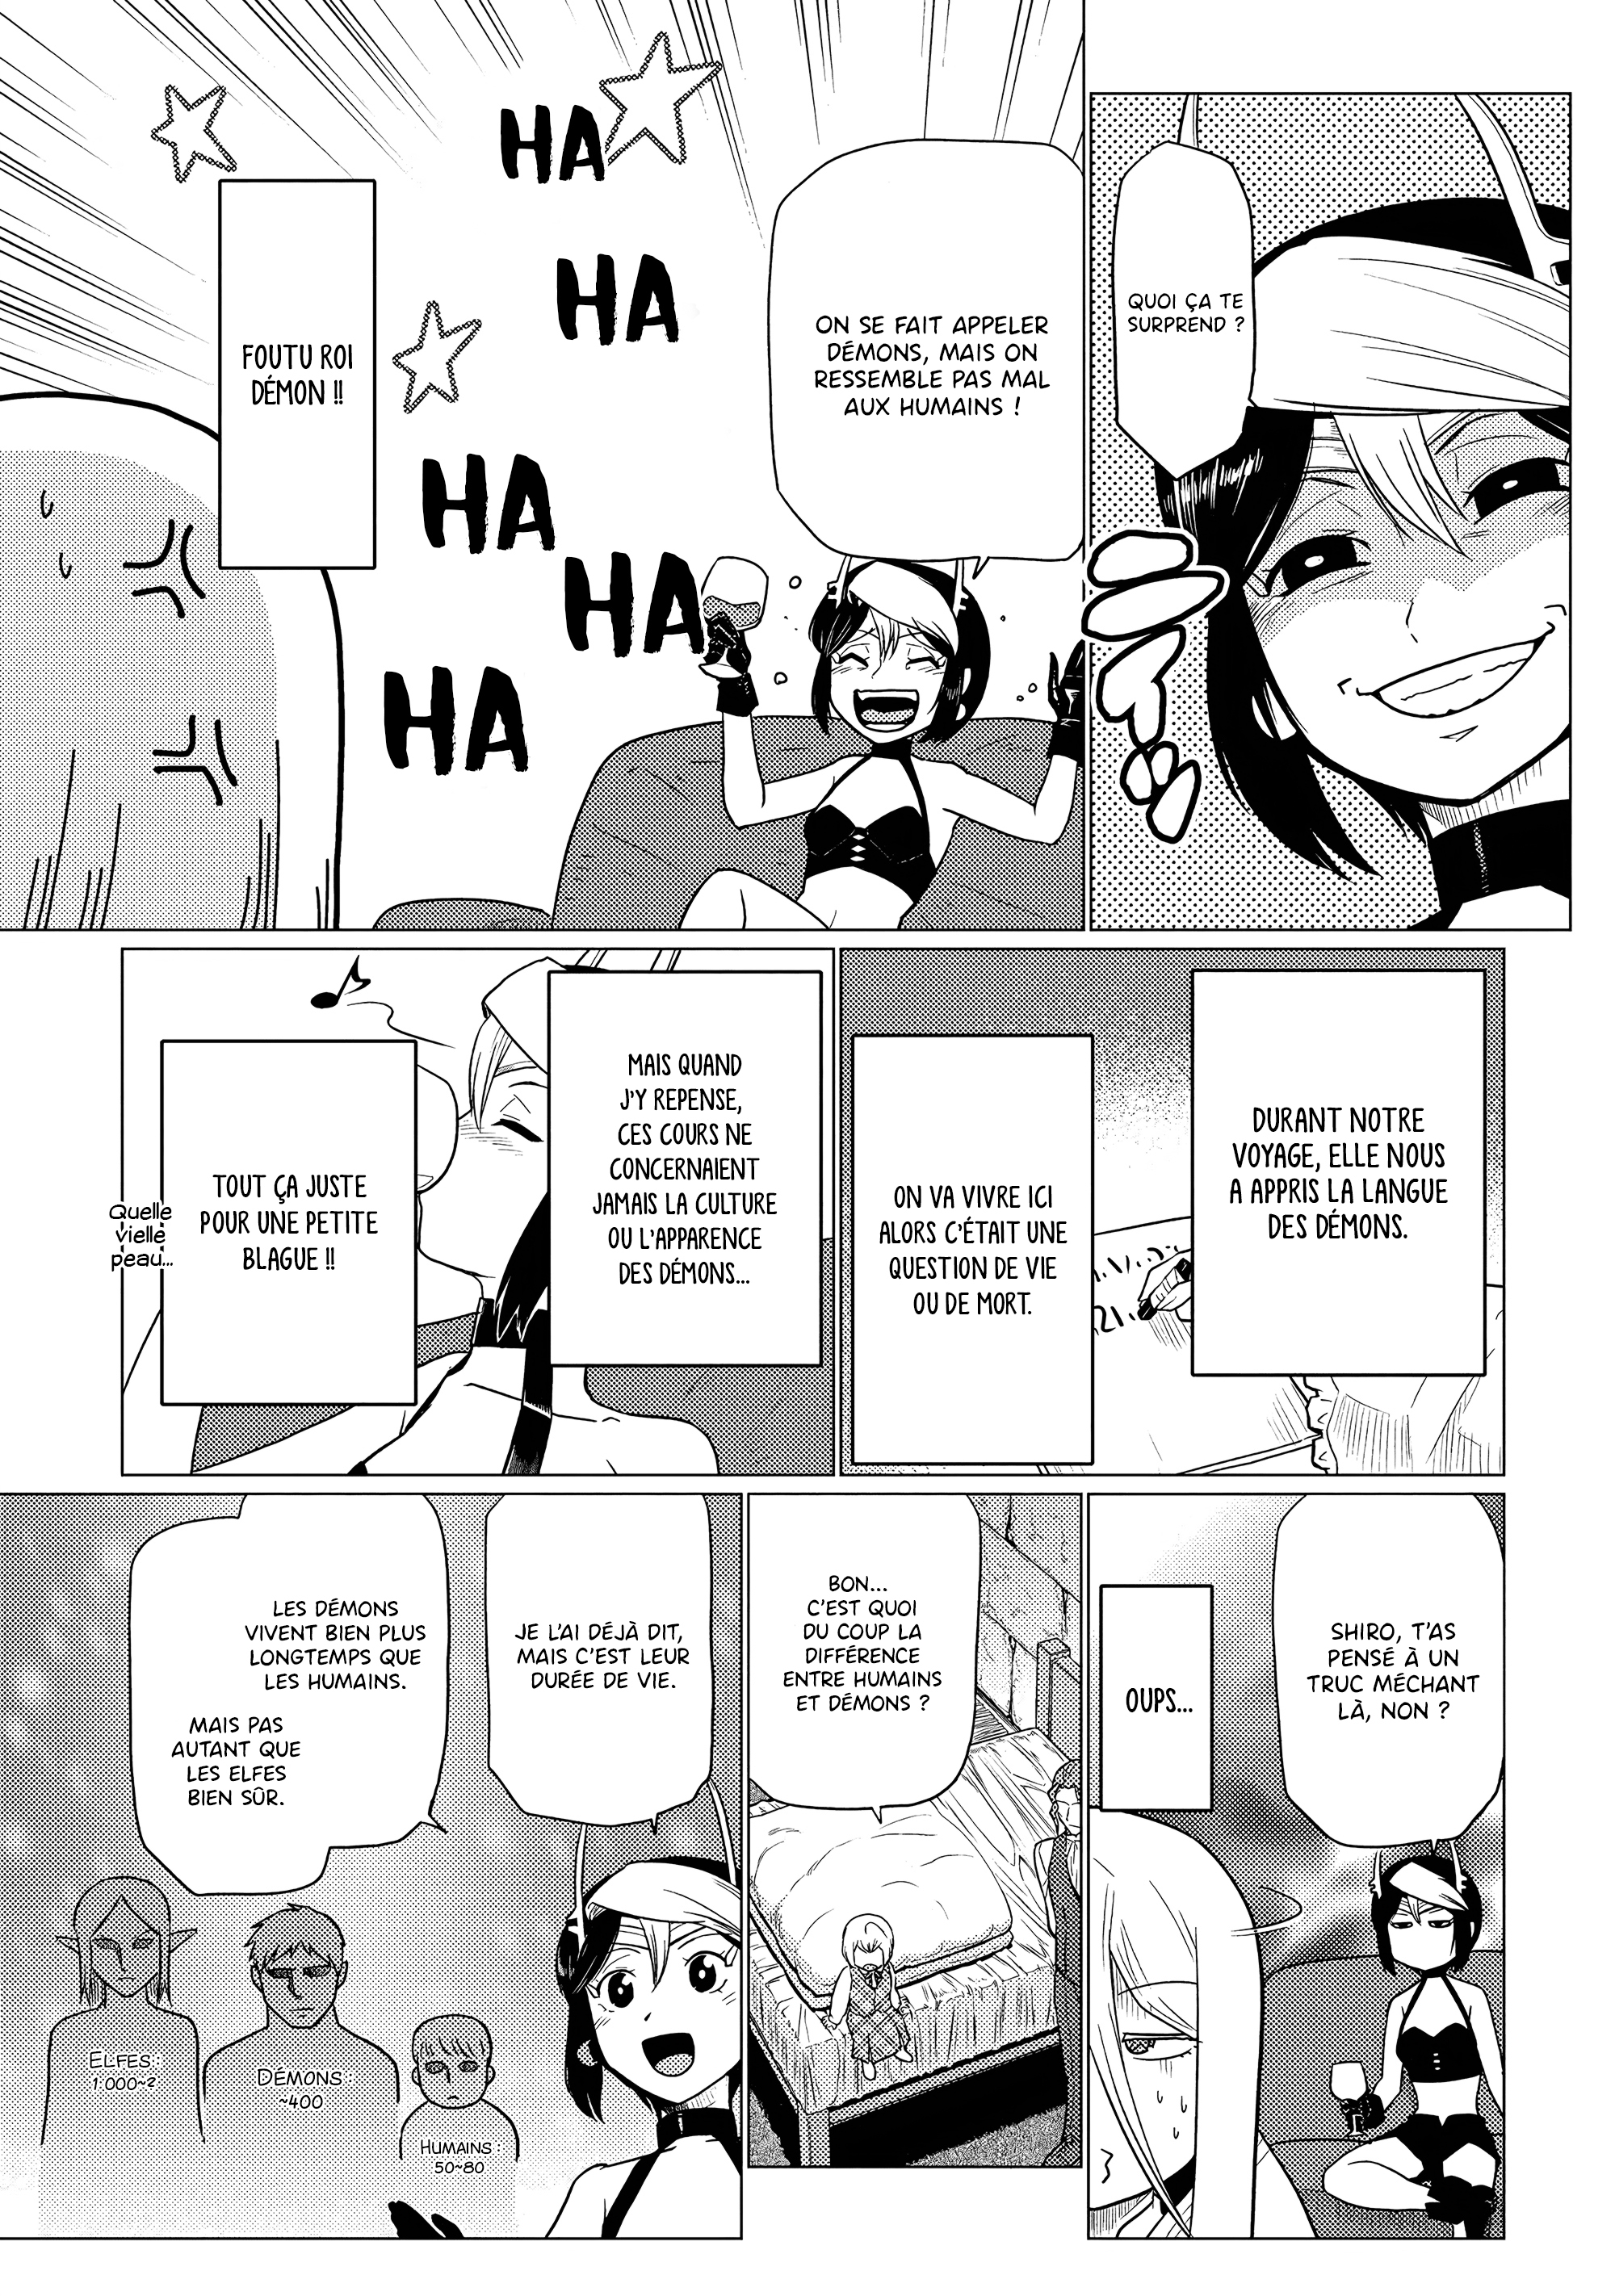 QUOI ÇA TE
SURPREND ?
ON SE FAIT APPELER
DÉMONS, MAIS ON
RESSEMBLE PAS MAL
AUX HUMAINS !
HA
HA
HA
HA
HA
FOUTU ROI
DÉMON !!
DURANT NOTRE
VOYAGE, ELLE NOUS
A APPRIS LA LANGUE
DES DÉMONS.
ON VA VIVRE ICI
ALORS C'ÉTAIT UNE
QUESTION DE VIE
OU DE MORT.
MAIS QUAND
J'Y REPENSE,
CES COURS NE
CONCERNAIENT
JAMAIS LA CULTURE
OU L'APPARENCE
DES DÉMONS...
TOUT ÇA JUSTE
POUR UNE PETITE
BLAGUE !!
Quelle
vielle
peau...
SHIRO, T'AS
PENSÉ À UN
TRUC MÉCHANT
LÀ, NON ?
OUPS...
BON...
C'EST QUOI
DU COUP LA
DIFFÉRENCE
ENTRE HUMAINS
ET DÉMONS ?
JE L'AI DÉJÀ DIT,
MAIS C'EST LEUR
DURÉE DE VIE.
LES DÉMONS
VIVENT BIEN PLUS
LONGTEMPS QUE
LES HUMAINS.
MAIS PAS
AUTANT QUE
LES ELFES
BIEN SÛR.
ELFES :
1 000~?
DÉMONS :
~400
HUMAINS :
50~80